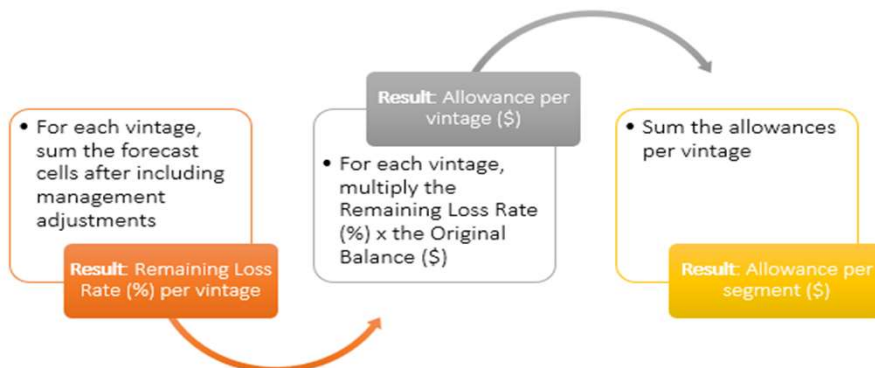 • For each vintage,
sum the forecast
cells after including
management
adjustments
Result: Remaining Loss
Rate (%) per vintage
Result: Allowance per
vintage ($)
• For each vintage,
multiply the
Remaining Loss Rate
(%) x the Original
Balance ($)
• Sum the allowances
per vintage
Result: Allowance per
segment ($)